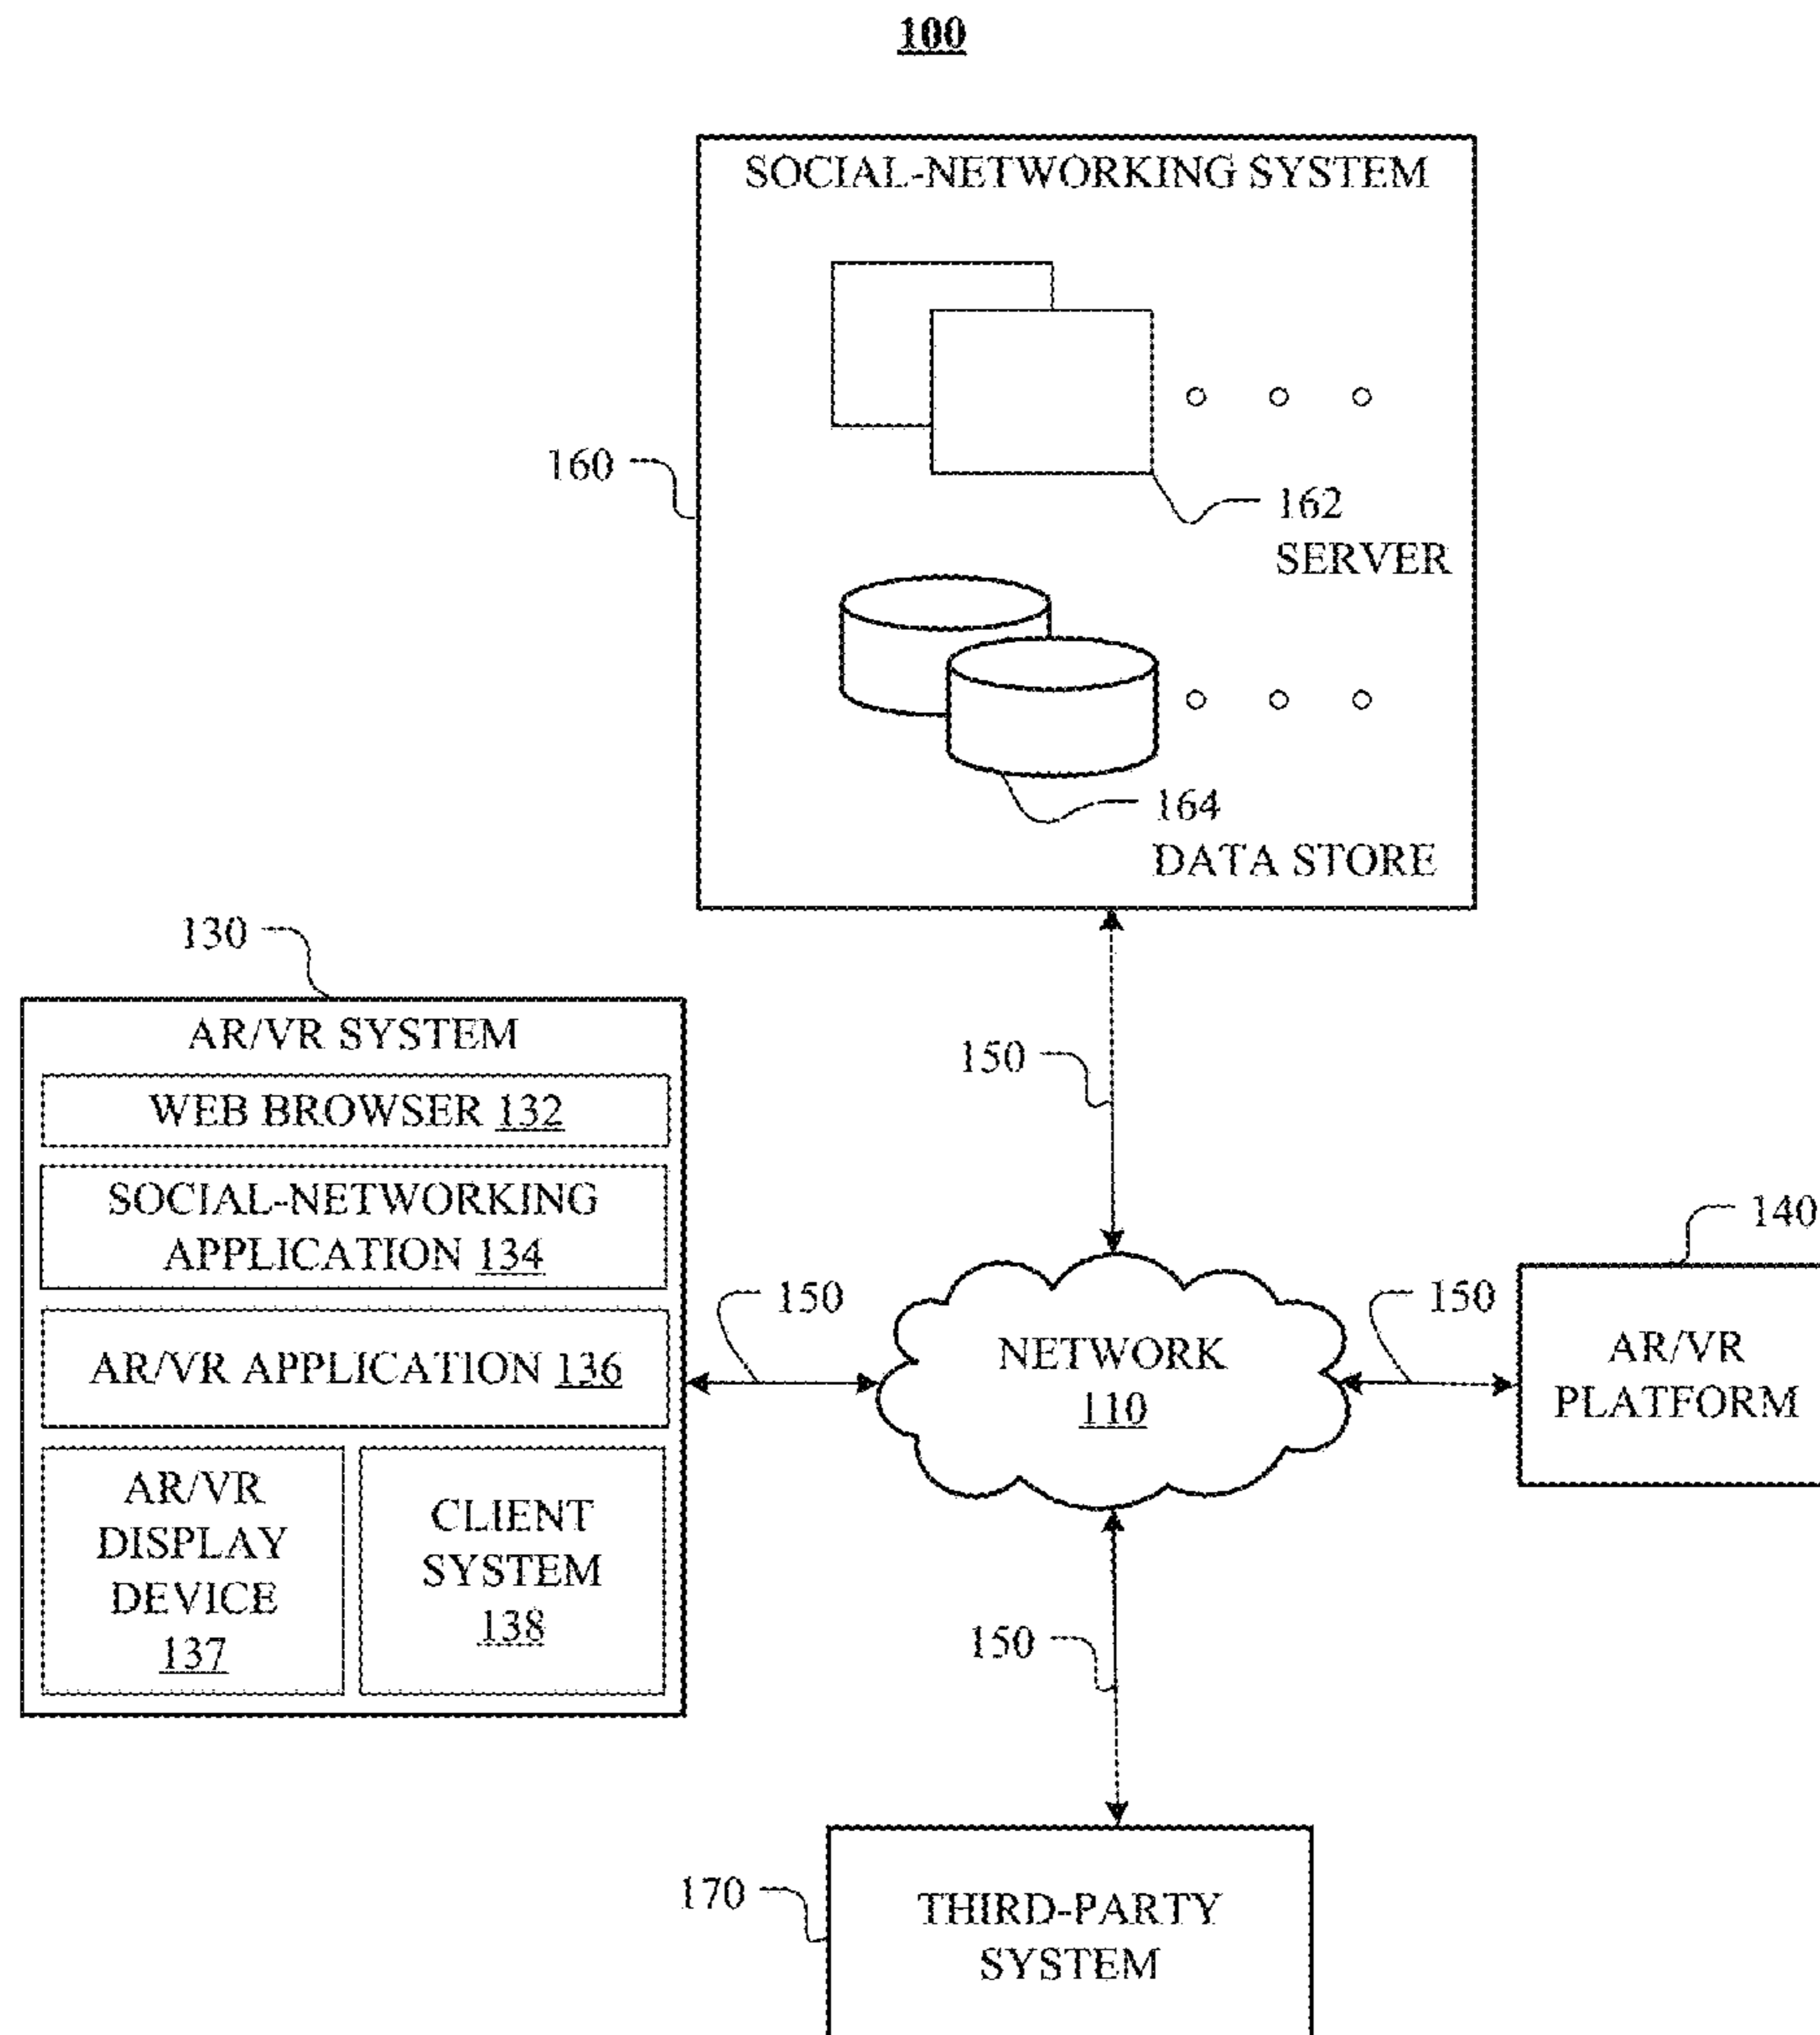 100
SOCIAL-NETWORKING SYSTEM
160
162
SERVER
164
DATA STORE
130
AR/VR SYSTEM
WEB BROWSER 132
SOCIAL-NETWORKING
APPLICATION 134
AR/VR APPLICATION 136
AR/VR
DISPLAY
DEVICE
137
CLIENT
SYSTEM
138
150
150
NETWORK
110
150
140
AR/VR
PLATFORM
150
170
THIRD-PARTY
SYSTEM